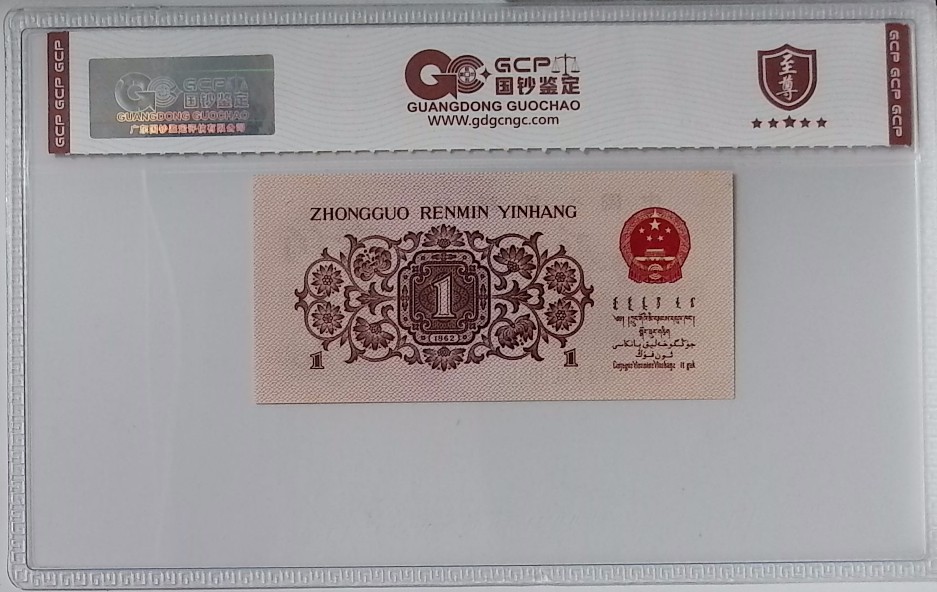 GCP GCP GCP
GCP
国钞鉴定
GUANGDONG GUOCHAO
广东国钞鉴定评估有限公司
GCP
国钞鉴定
GUANGDONG GUOCHAO
www.gdgcngc.com
至尊
GCP GCP GCP
ZHONGGUO RENMIN YINHANG
1
(1962)
1
1